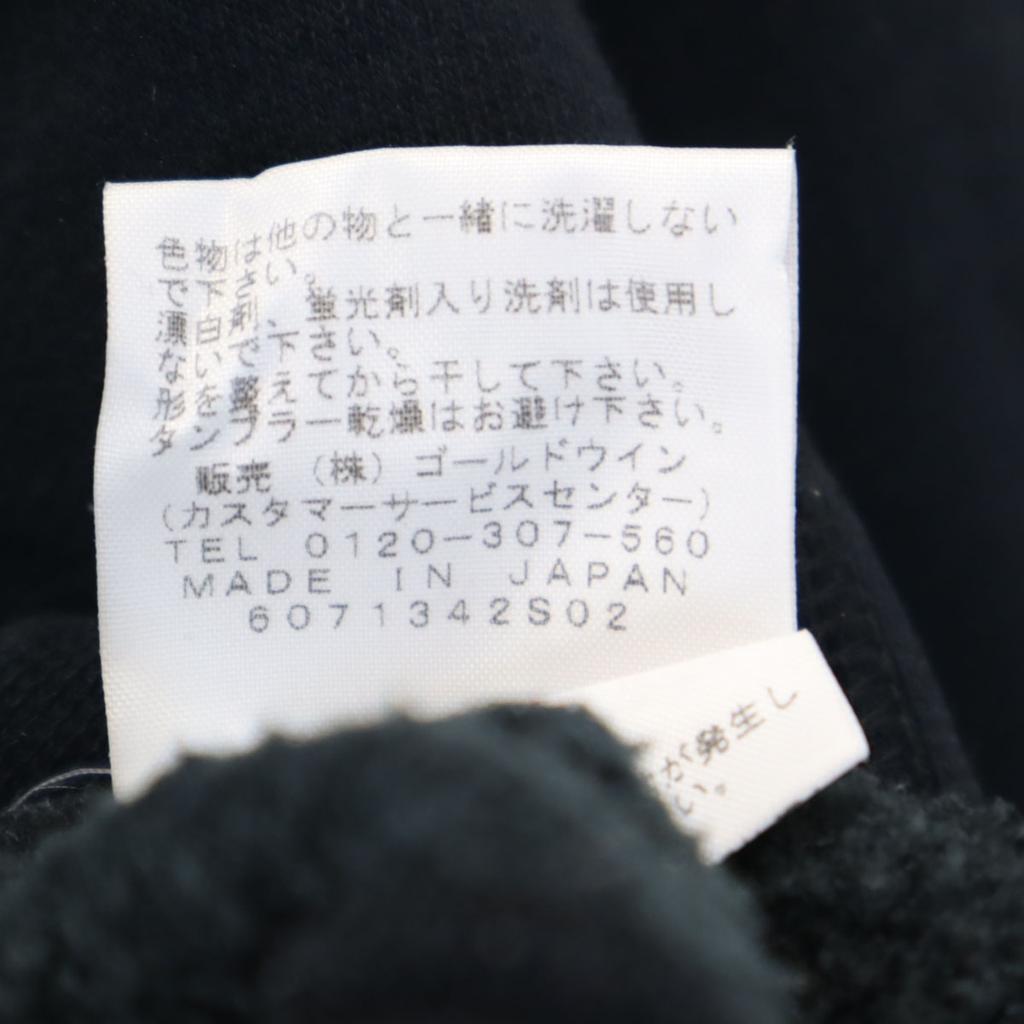 色物は他の物と一緒に洗濯しない
で下さい。
漂白剤、蛍光剤入り洗剤は使用し
ないで下さい。
形を整えてから干して下さい。
タンブラー乾燥はお避け下さい。
販売 (株) ゴールドウイン
(カスタマーサービスセンター)
TEL 0120-307-560
MADE IN JAPAN
6071342S02
が発生し
い。